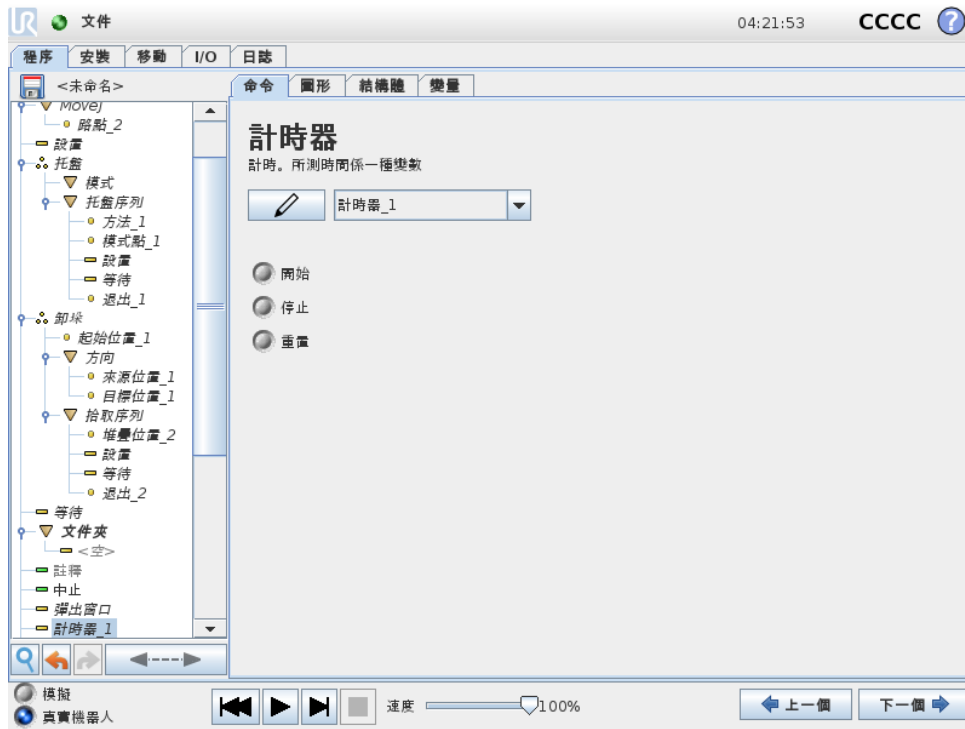 UR 文件 04:21:53 CCCC ?
程序 安裝 移動 I/O 日誌
<未命名>
命令 圖形 結構體 變量
MoveJ
路點_2
設置
托盤
模式
托盤序列
方法_1
模式點_1
設置
等待
退出_1
卸垛
起始位置_1
方向
來源位置_1
目標位置_1
拾取序列
堆疊位置_2
設置
等待
退出_2
等待
文件夾
<空>
註釋
中止
彈出窗口
計時器_1
計時器
計時。所測時間係一種變數
計時器_1
開始
停止
重置
模擬
真實機器人
速度 100%
上一個 下一個